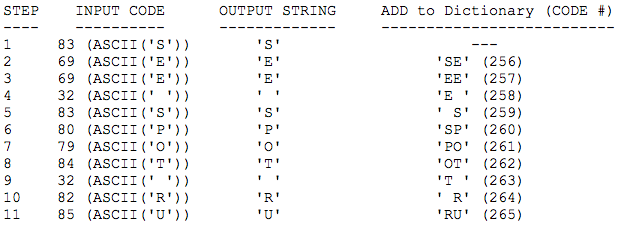 STEP     INPUT CODE         OUTPUT STRING     ADD to Dictionary (CODE #)
----     ----------         -------------     --------------------------
1     83 (ASCII('S'))       'S'                         ---
2     69 (ASCII('E'))       'E'                     'SE' (256)
3     69 (ASCII('E'))       'E'                     'EE' (257)
4     32 (ASCII(' '))       ' '                     'E ' (258)
5     83 (ASCII('S'))       'S'                     ' S' (259)
6     80 (ASCII('P'))       'P'                     'SP' (260)
7     79 (ASCII('O'))       'O'                     'PO' (261)
8     84 (ASCII('T'))       'T'                     'OT' (262)
9     32 (ASCII(' '))       ' '                     'T ' (263)
10    82 (ASCII('R'))       'R'                     ' R' (264)
11    85 (ASCII('U'))       'U'                     'RU' (265)